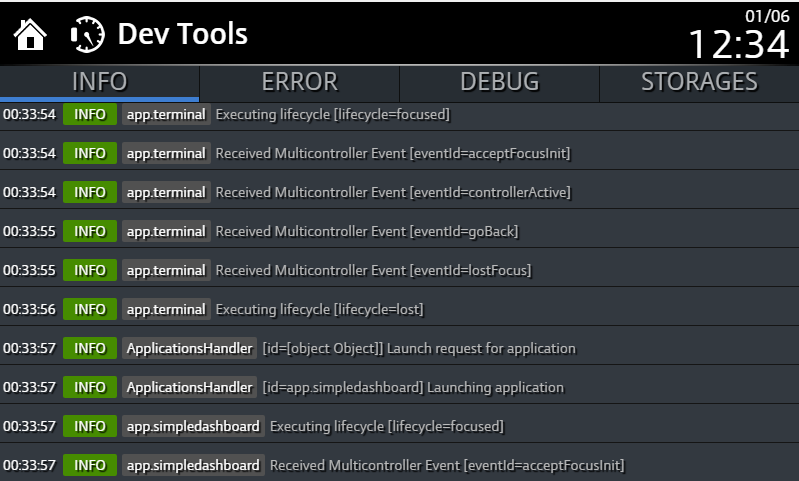 01/06
Dev Tools
12:34
INFO ERROR DEBUG STORAGES
00:33:54 INFO app.terminal Executing lifecycle [lifecycle=focused]
00:33:54 INFO app.terminal Received Multicontroller Event [eventId=acceptFocusInit]
00:33:54 INFO app.terminal Received Multicontroller Event [eventId=controllerActive]
00:33:55 INFO app.terminal Received Multicontroller Event [eventId=goBack]
00:33:55 INFO app.terminal Received Multicontroller Event [eventId=lostFocus]
00:33:56 INFO app.terminal Executing lifecycle [lifecycle=lost]
00:33:57 INFO ApplicationsHandler [id=[object Object]] Launch request for application
00:33:57 INFO ApplicationsHandler [id=app.simpledashboard] Launching application
00:33:57 INFO app.simpledashboard Executing lifecycle [lifecycle=focused]
00:33:57 INFO app.simpledashboard Received Multicontroller Event [eventId=acceptFocusInit]